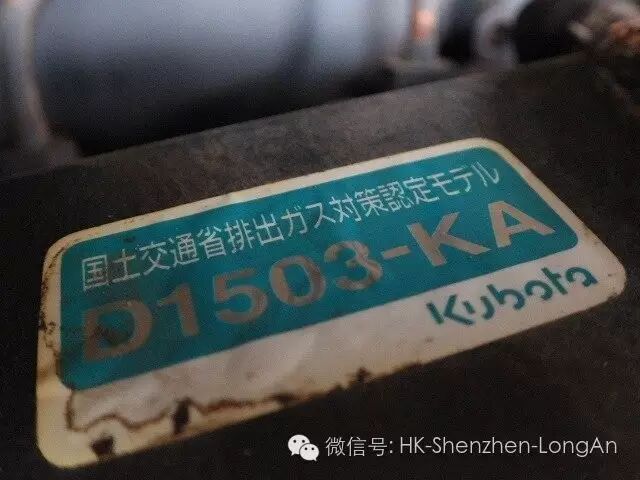 国土交通省排出ガス対策認定モデル
D1503-KA
Kubota
微信号: HK-Shenzhen-LongAn